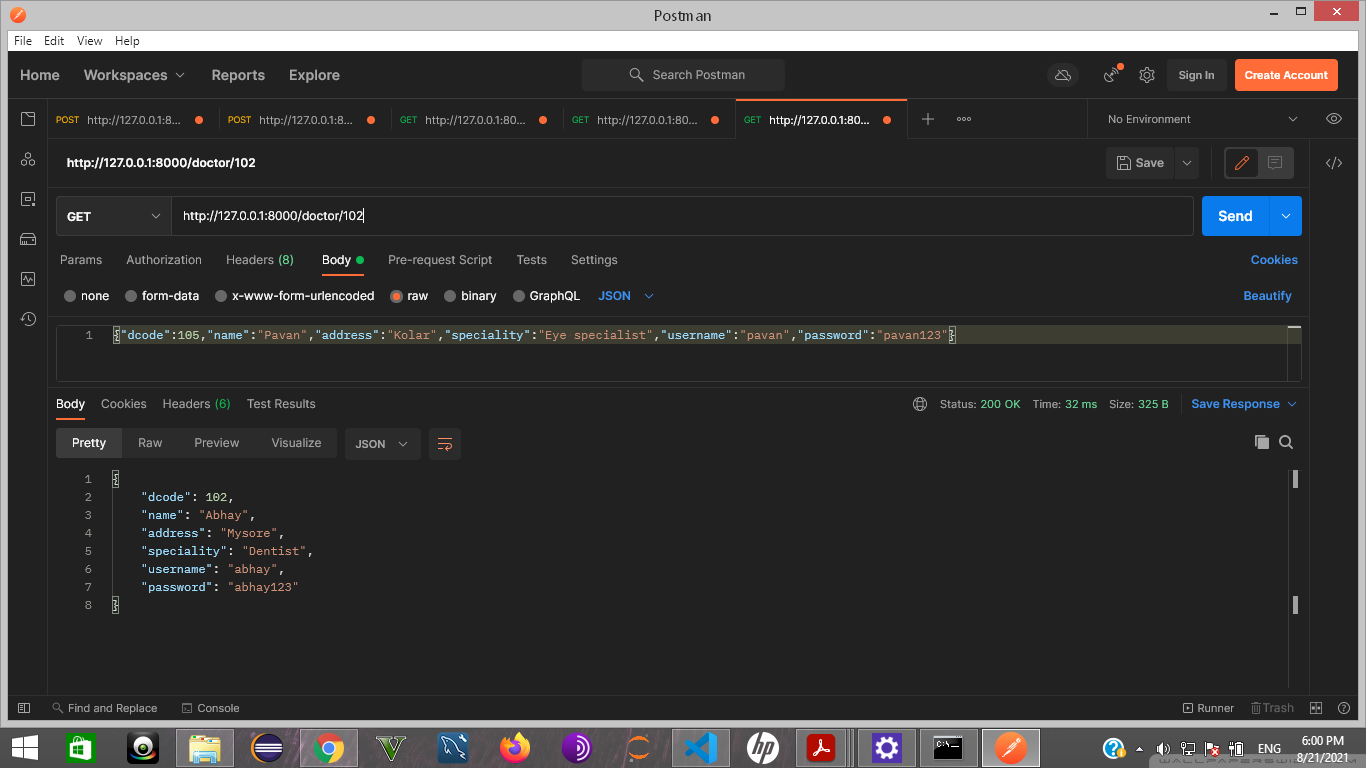 Postman
File Edit View Help
Home Workspaces Reports Explore Search Postman Sign In Create Account
POST http://127.0.0.1:8... POST http://127.0.0.1:8... GET http://127.0.0.1:80... GET http://127.0.0.1:80... GET http://127.0.0.1:80... No Environment
http://127.0.0.1:8000/doctor/102 Save
GET http://127.0.0.1:8000/doctor/102 Send
Params Authorization Headers (8) Body Pre-request Script Tests Settings Cookies
none form-data x-www-form-urlencoded raw binary GraphQL JSON Beautify
1 {"dcode":105,"name":"Pavan","address":"Kolar","speciality":"Eye specialist","username":"pavan","password":"pavan123"}
Body Cookies Headers (6) Test Results Status: 200 OK Time: 32 ms Size: 325 B Save Response
Pretty Raw Preview Visualize JSON
1 {
2 "dcode": 102,
3 "name": "Abhay",
4 "address": "Mysore",
5 "speciality": "Dentist",
6 "username": "abhay",
7 "password": "abhay123"
8 }
Find and Replace Console Runner Trash
ENG 6:00 PM
8/21/2021